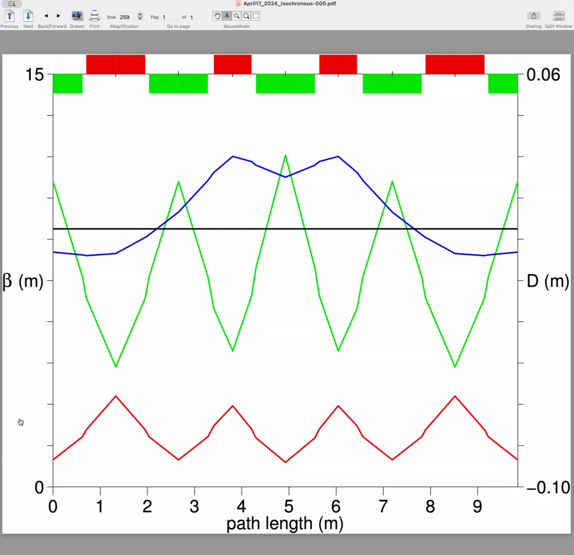 April17_2024_Isochronous-000.pdf
Scal 259 Pag 1 of 1
Previous Next Back/Forward Drawer Print Magnification Go to page MouseMode Sharing Split Window
15
0.06
β (m)
D (m)
0
−0.10
0 1 2 3 4 5 6 7 8 9
path length (m)